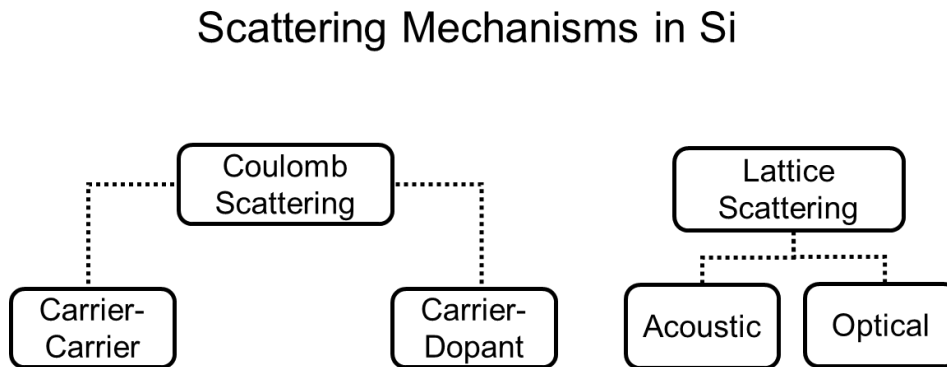 Scattering Mechanisms in Si
Coulomb
Scattering
Lattice
Scattering
Carrier-
Carrier
Carrier-
Dopant
Acoustic
Optical